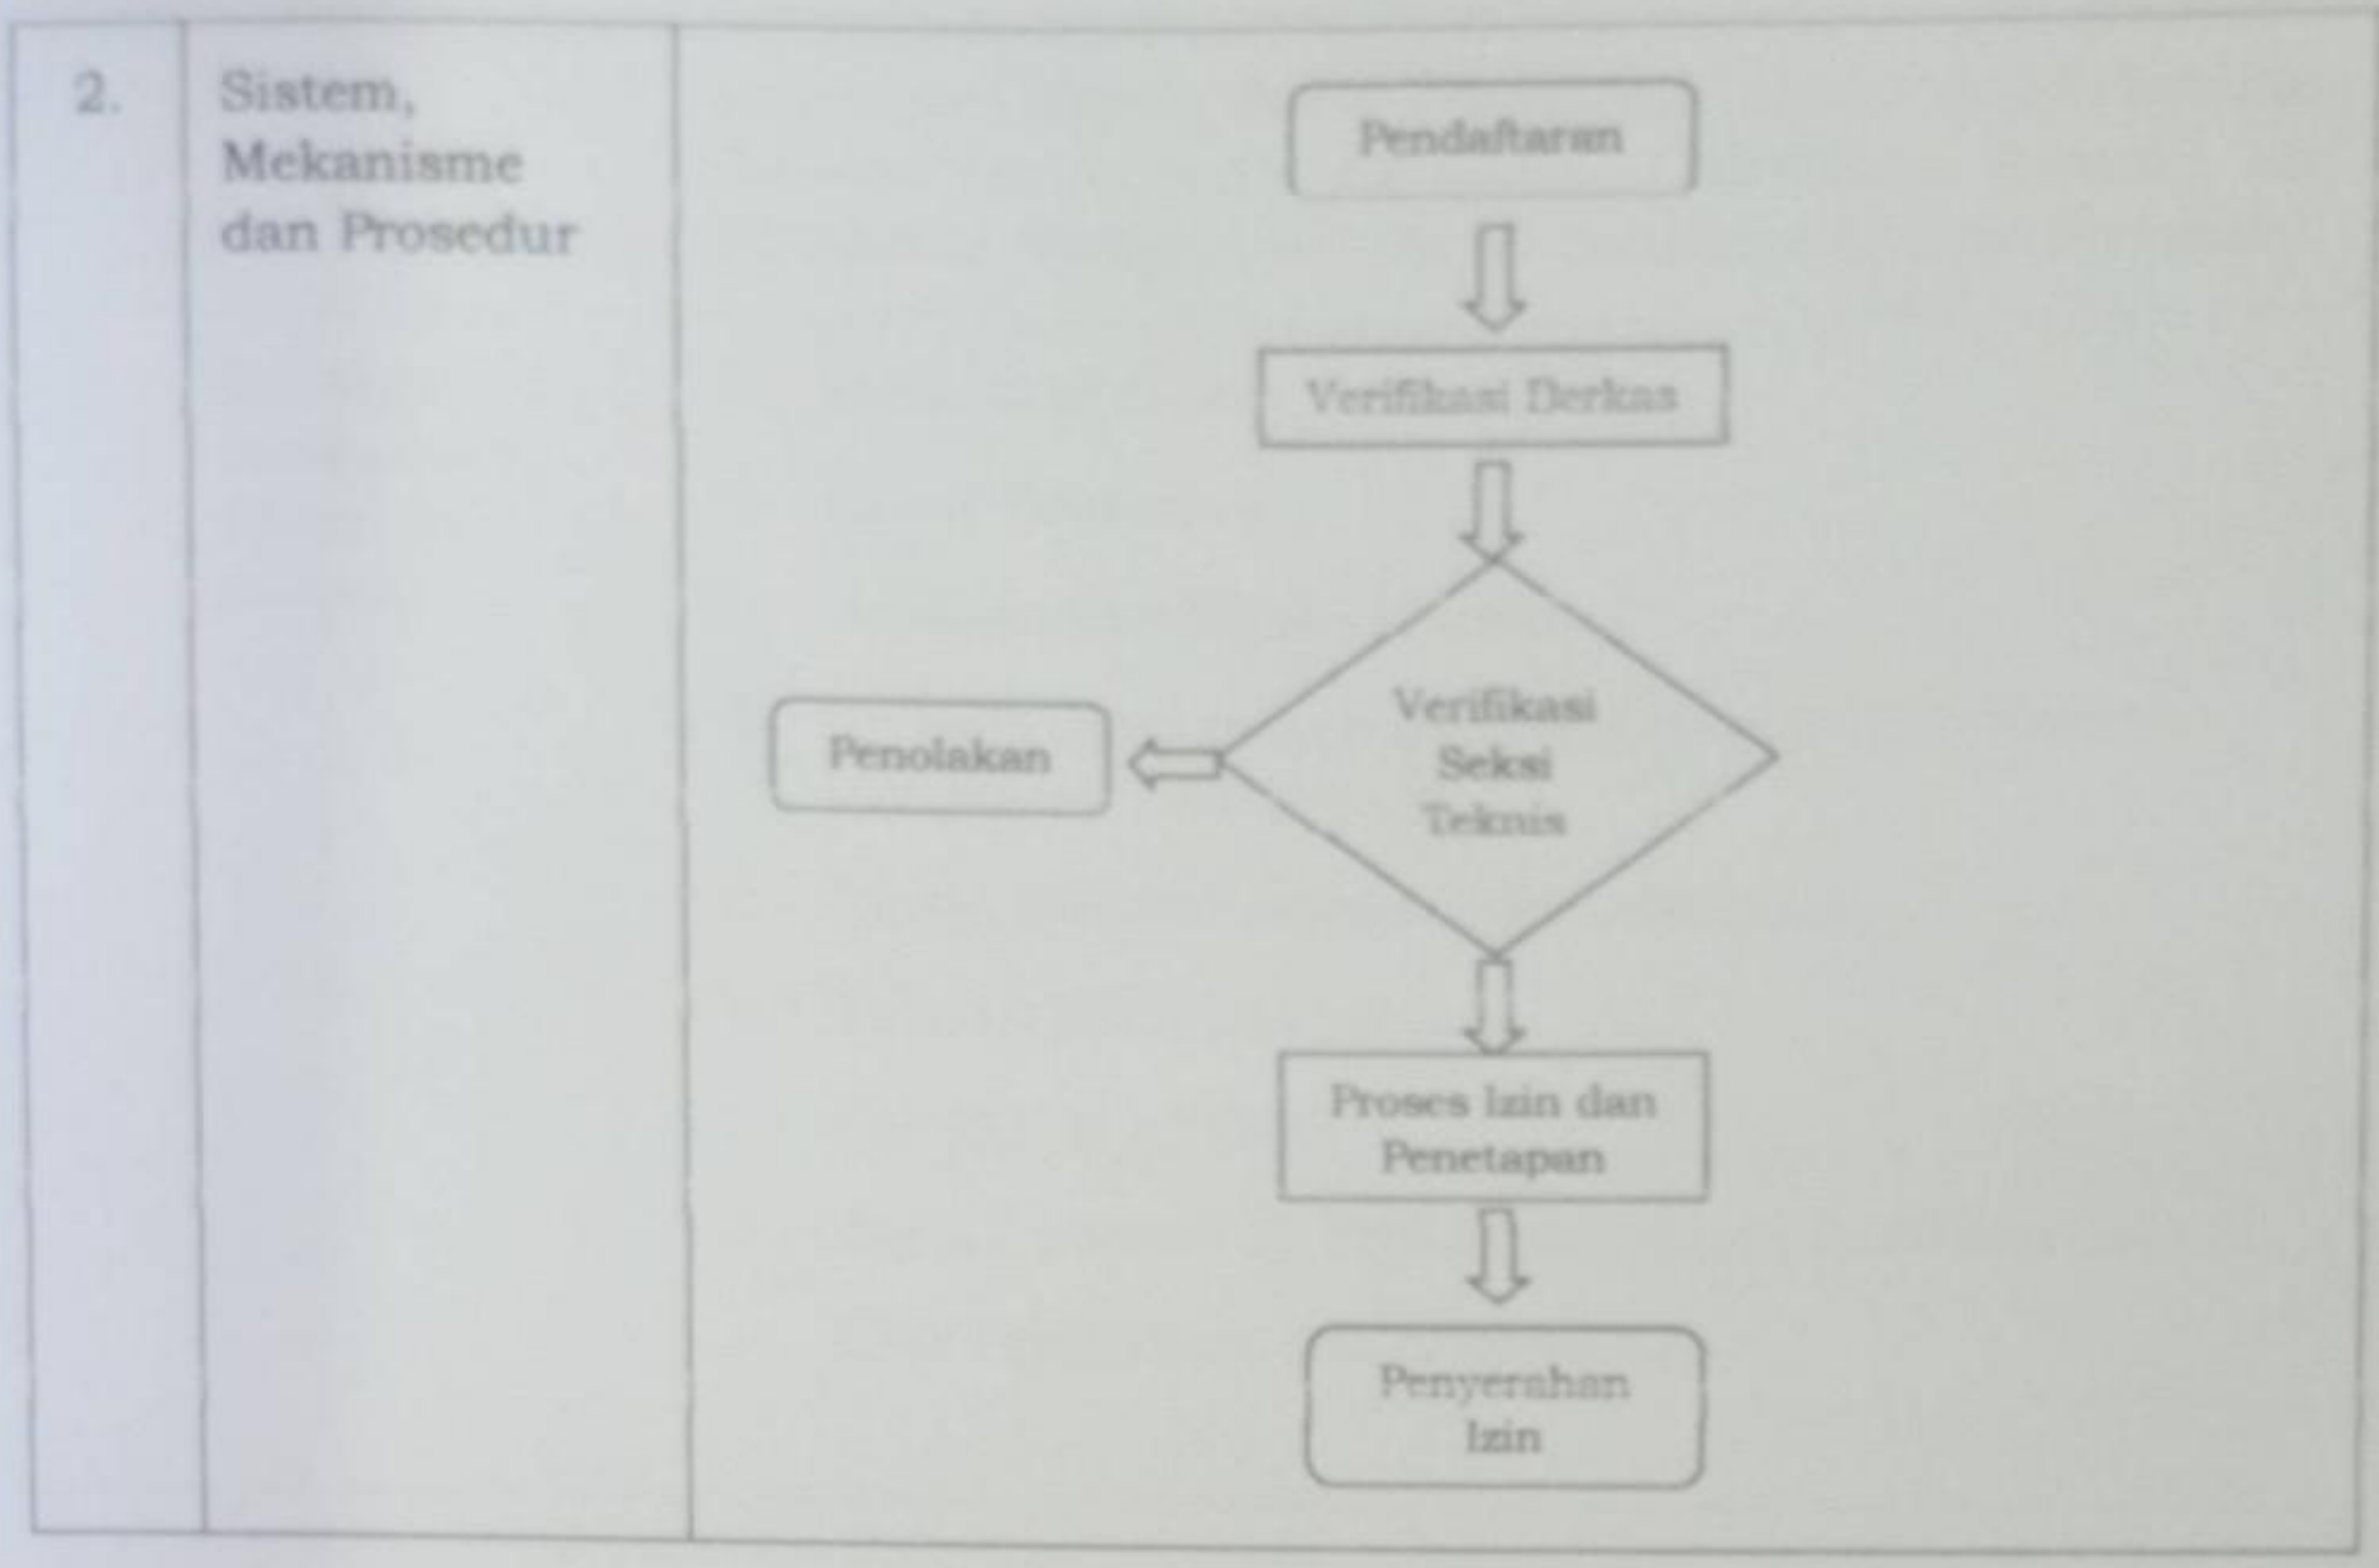 2.
Sistem,
Mekanisme
dan Prosedur
Pendaftaran
Verifikasi Berkas
Verifikasi
Seksi
Teknis
Penolakan
Proses Izin dan
Penetapan
Penyerahan
Izin